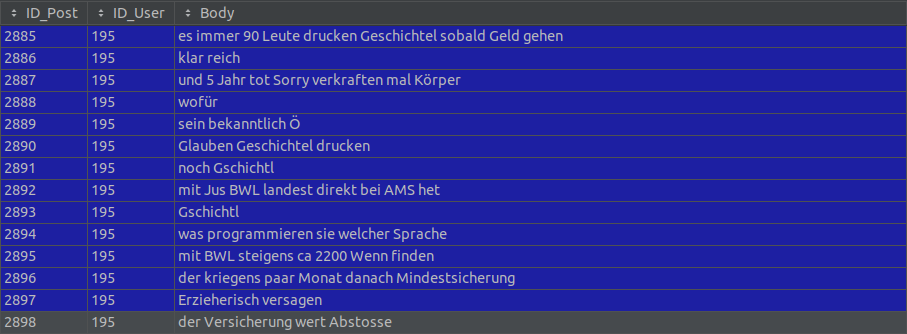 ID_Post ID_User Body
2885 195 es immer 90 Leute drucken Geschichtel sobald Geld gehen
2886 195 klar reich
2887 195 und 5 Jahr tot Sorry verkraften mal Körper
2888 195 wofür
2889 195 sein bekanntlich Ö
2890 195 Glauben Geschichtel drucken
2891 195 noch Gschichtl
2892 195 mit Jus BWL landest direkt bei AMS het
2893 195 Gschichtl
2894 195 was programmieren sie welcher Sprache
2895 195 mit BWL steigens ca 2200 Wenn finden
2896 195 der kriegens paar Monat danach Mindestsicherung
2897 195 Erzieherisch versagen
2898 195 der Versicherung wert Abstosse